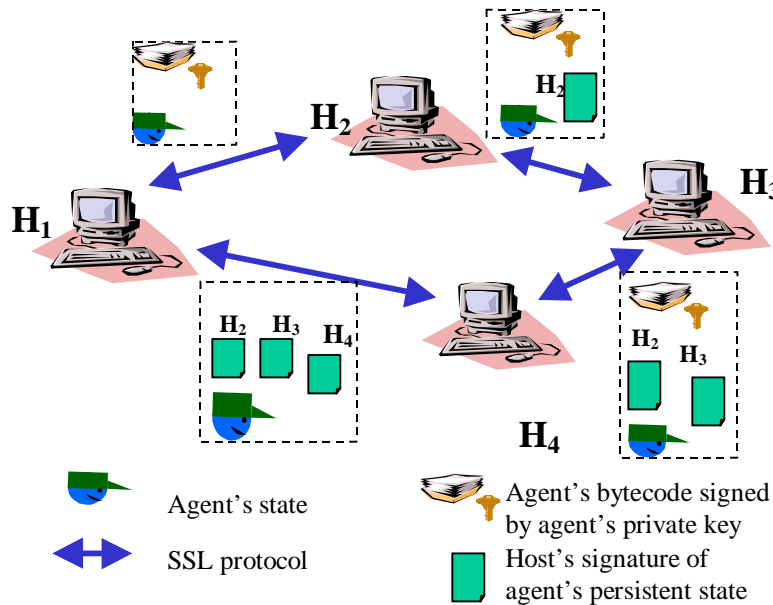 H2
H2
H3
H1
H2
H3
H4
H2
H3
H4
Agent's state
SSL protocol
Agent's bytecode signed
by agent's private key
Host's signature of
agent's persistent state